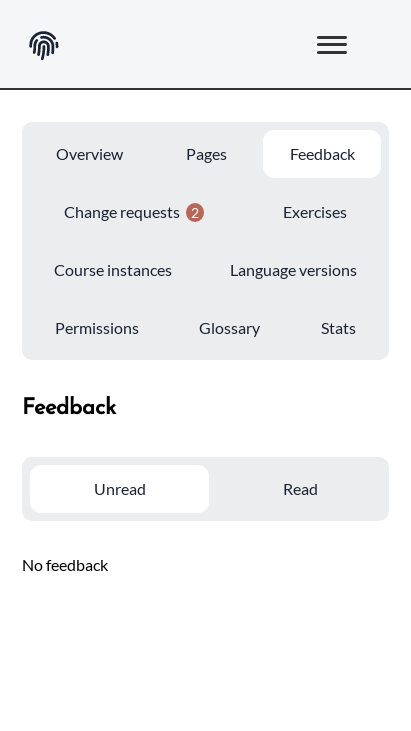 Overview Pages Feedback
Change requests 2 Exercises
Course instances Language versions
Permissions Glossary Stats
Feedback
Unread Read
No feedback